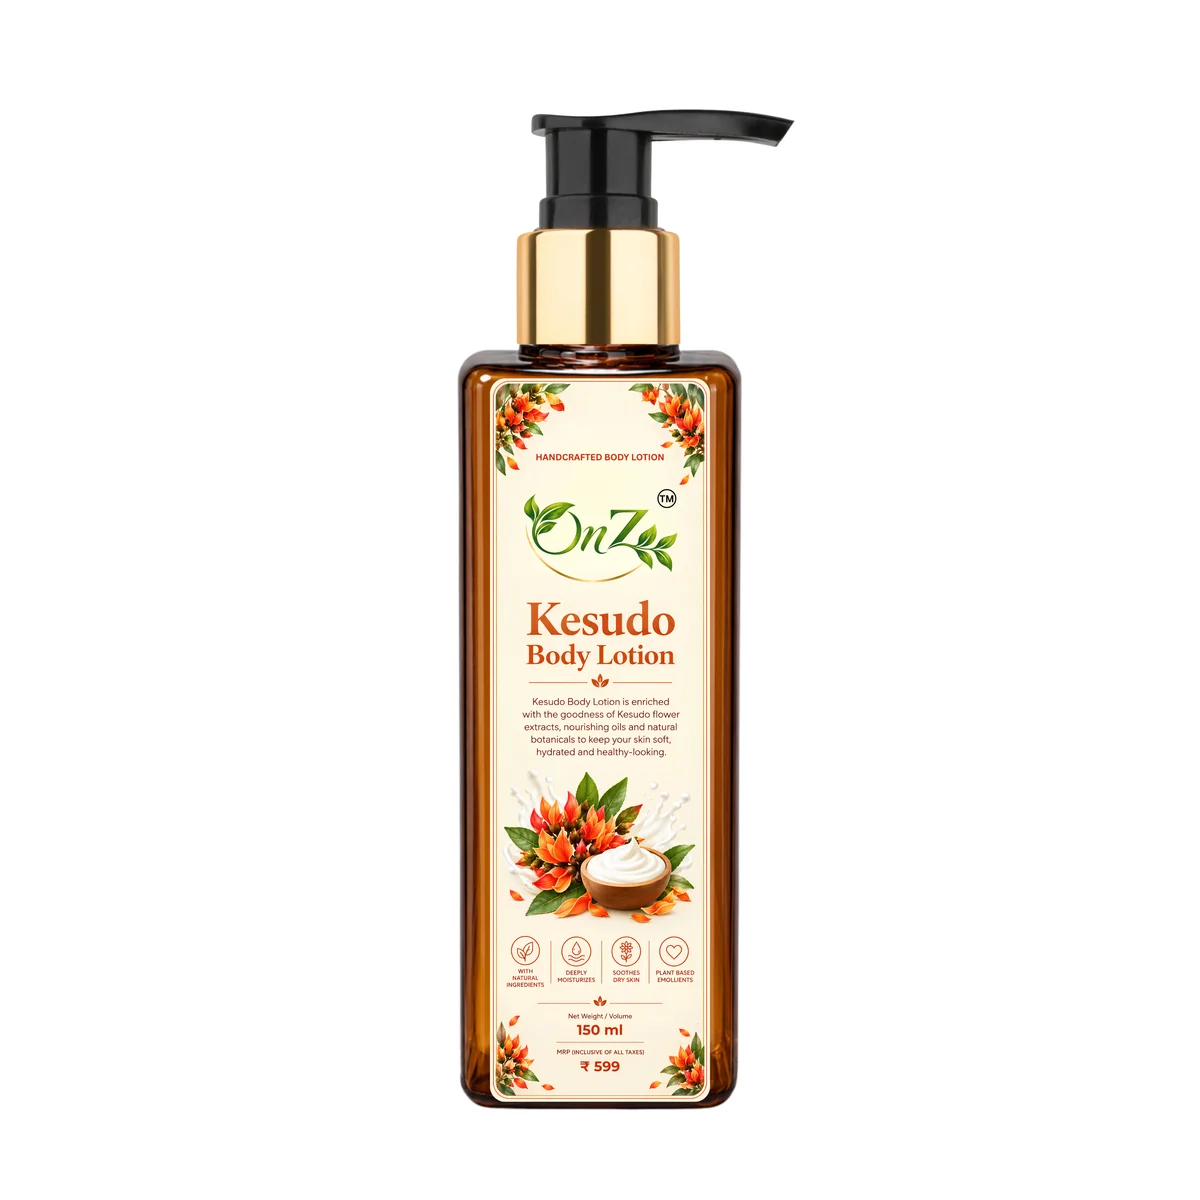 HANDCRAFTED BODY LOTION
OnZ
TM
Kesudo
Body Lotion
Kesudo Body Lotion is enriched
with the goodness of Kesudo flower
extracts, nourishing oils and natural
botanicals to keep your skin soft,
hydrated and healthy-looking.
WITH
NATURAL
INGREDIENTS
DEEPLY
MOISTURIZES
SOOTHES
DRY SKIN
PLANT BASED
EMOLLIENTS
Net Weight / Volume
150 ml
MRP (INCLUSIVE OF ALL TAXES)
₹ 599